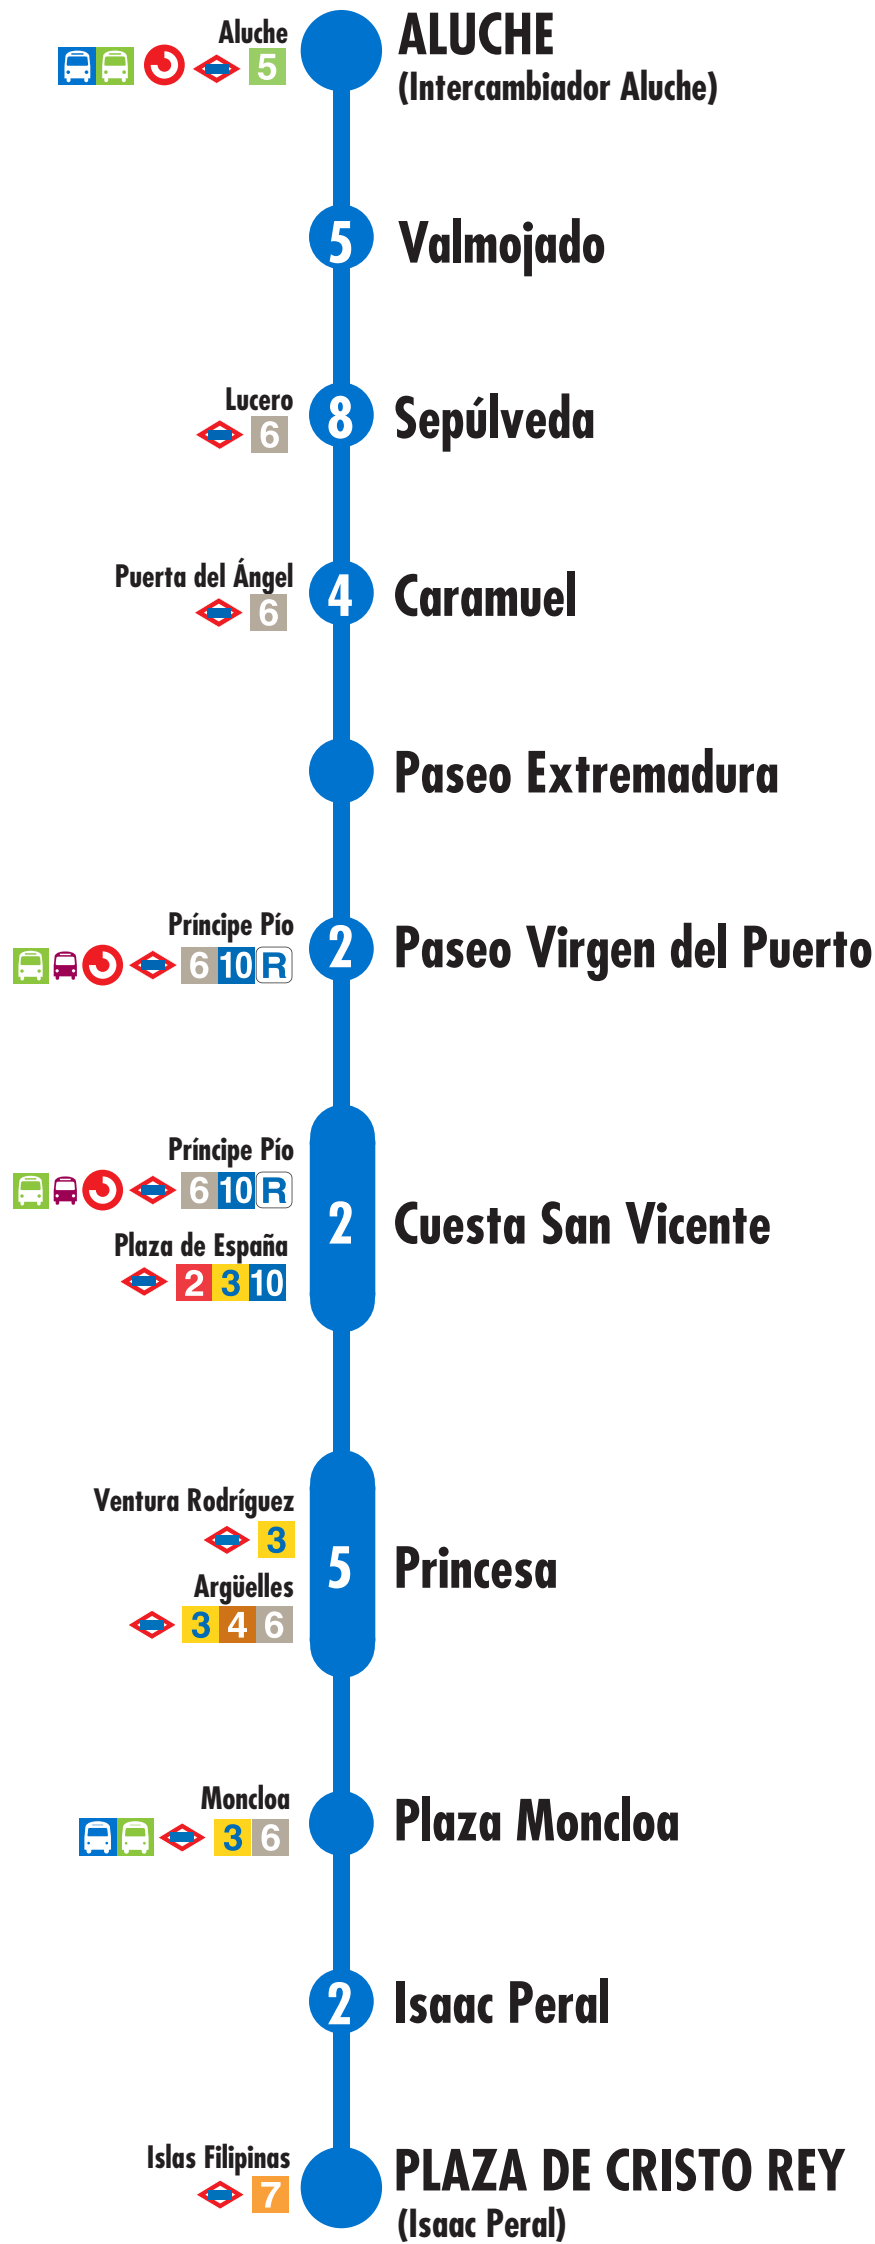 Aluche
5
ALUCHE
(Intercambiador Aluche)
5
Valmojado
Lucero
6
8
Sepúlveda
Puerta del Ángel
6
4
Caramuel
Paseo Extremadura
Príncipe Pío
6 10 R
2
Paseo Virgen del Puerto
Príncipe Pío
6 10 R
Plaza de España
2 3 10
2
Cuesta San Vicente
Ventura Rodríguez
3
Argüelles
3 4 6
5
Princesa
Moncloa
3 6
Plaza Moncloa
2
Isaac Peral
Islas Filipinas
7
PLAZA DE CRISTO REY
(Isaac Peral)